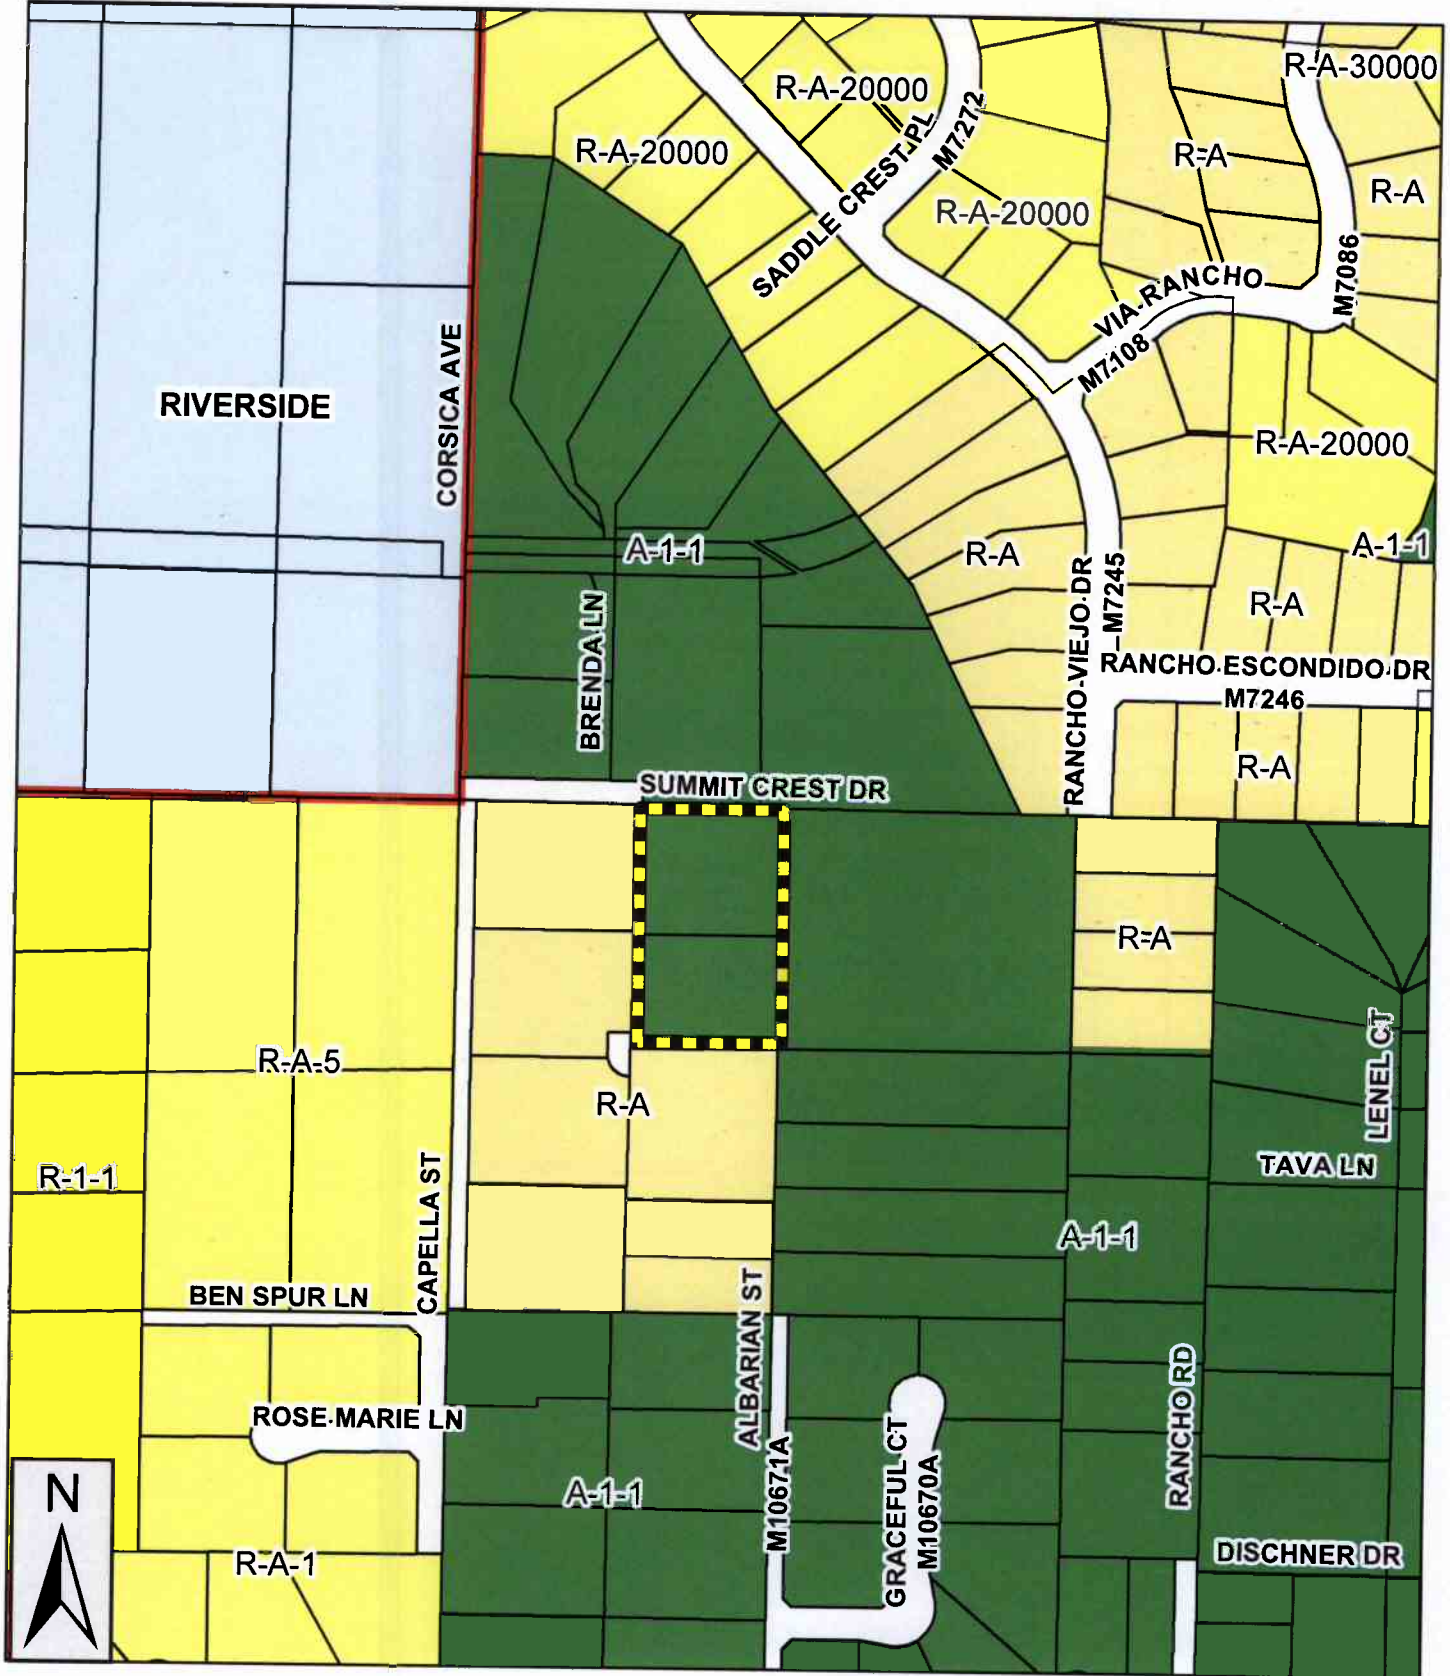 R-A-30000
R-A-20000
R-A-20000
R-A
R-A
R-A-20000
SADDLE CREST PL
M7272
VIA RANCHO
M7108
M7086
RIVERSIDE
CORSICA AVE
R-A-20000
A-1-1
R-A
A-1-1
R-A
BRENDA LN
RANCHO VIEJO DR
M7245
RANCHO ESCONDIDO DR
M7246
R-A
SUMMIT CREST DR
R-A
R-A-5
R-A
LENEL CT
R-1-1
TAVA LN
CAPELLA ST
A-1-1
BEN SPUR LN
ALBARIAN ST
M10671A
ROSE MARIE LN
GRACEFUL CT
M10670A
RANCHO RD
A-1-1
N
R-A-1
DISCHNER DR